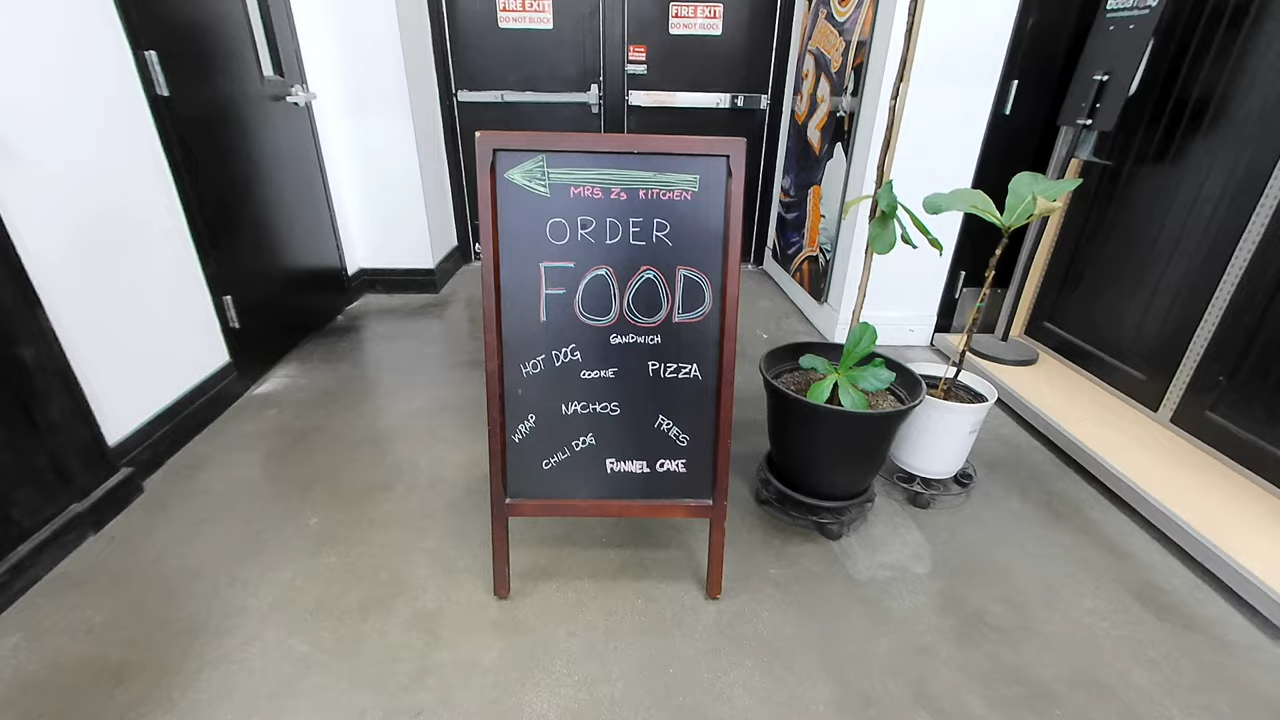 FIRE EXIT
DO NOT BLOCK
FIRE EXIT
DO NOT BLOCK
32
MRS. Zs KITCHEN
ORDER
FOOD
SANDWICH
HOT DOG
COOKIE
PIZZA
NACHOS
WRAP
FRIES
CHILI DOG
FUNNEL CAKE